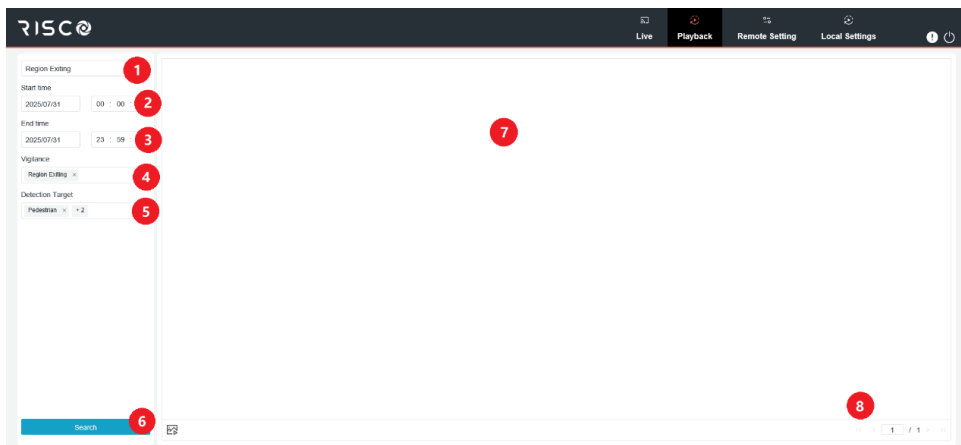 RISCO
Live Playback Remote Setting Local Settings
Region Exiting 1
Start time
2025/07/31 00 : 00 : 2
End time
2025/07/31 23 : 59 : 3
7
Vigilance
Region Exiting × 4
Detection Target
Pedestrian × + 2 5
8
Search 6
1 / 1